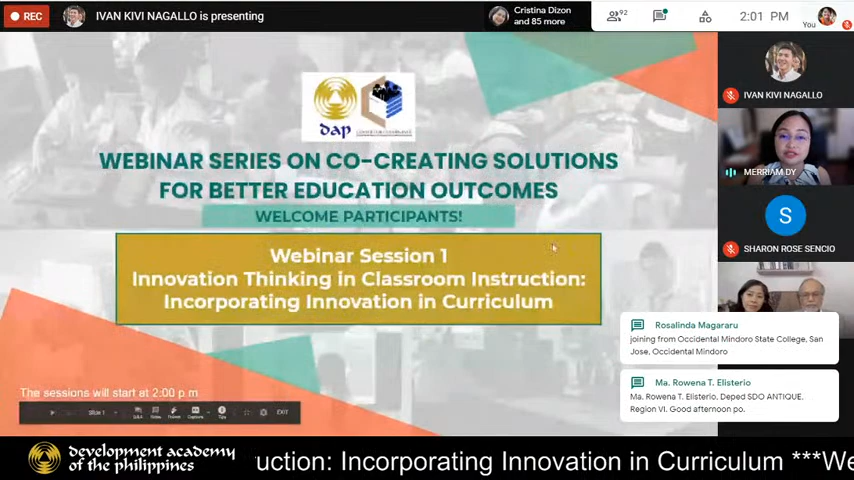 REC
IVAN KIVI NAGALLO is presenting
Cristina Dizon
and 85 more
92
2:01 PM
You
dap
WEBINAR SERIES ON CO-CREATING SOLUTIONS
FOR BETTER EDUCATION OUTCOMES
WELCOME PARTICIPANTS!
Webinar Session 1
Innovation Thinking in Classroom Instruction:
Incorporating Innovation in Curriculum
IVAN KIVI NAGALLO
MERRIAM DY
S
SHARON ROSE SENCIO
Rosalinda Magararu
joining from Occidental Mindoro State College, San
Jose, Occidental Mindoro
Ma. Rowena T. Elisterio
Ma. Rowena T. Elisterio, Deped SDO ANTIQUE.
Region VI. Good afternoon po.
The sessions will start at 2:00 p m
Slide 1
EXIT
development academy
of the philippines
uction: Incorporating Innovation in Curriculum ***We